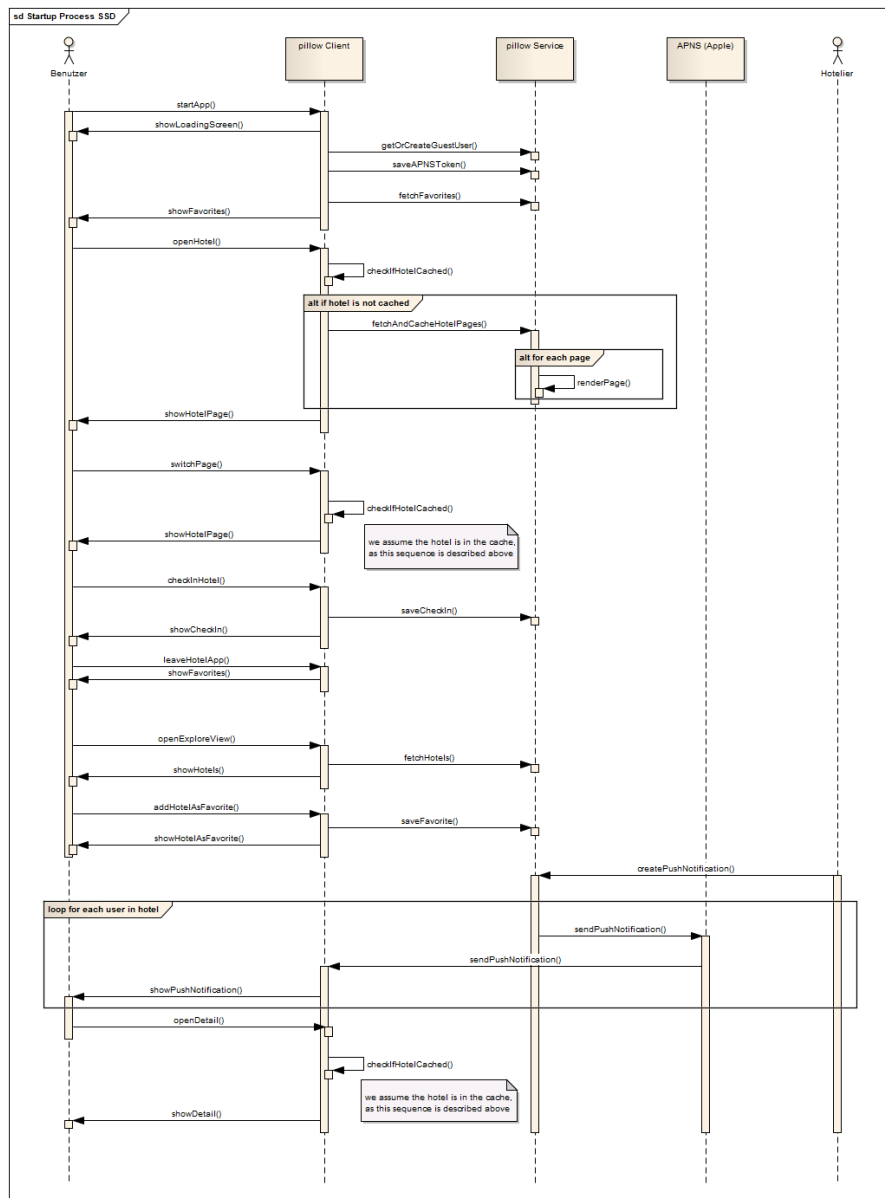 sd Startup Process SSD
Benutzer
pillow Client
pillow Service
APNS (Apple)
Hotelier
startApp()
showLoadingScreen()
getOrCreateGuestUser()
saveAPNSToken()
fetchFavorites()
showFavorites()
openHotel()
checkIfHotelCached()
alt if hotel is not cached
fetchAndCacheHotelPages()
alt for each page
renderPage()
showHotelPage()
switchPage()
checkIfHotelCached()
we assume the hotel is in the cache,
as this sequence is described above
showHotelPage()
checkInHotel()
saveCheckIn()
showCheckIn()
leaveHotelApp()
showFavorites()
openExploreView()
fetchHotels()
showHotels()
addHotelAsFavorite()
saveFavorite()
showHotelAsFavorite()
createPushNotification()
loop for each user in hotel
sendPushNotification()
sendPushNotification()
showPushNotification()
openDetail()
checkIfHotelCached()
we assume the hotel is in the cache,
as this sequence is described above
showDetail()